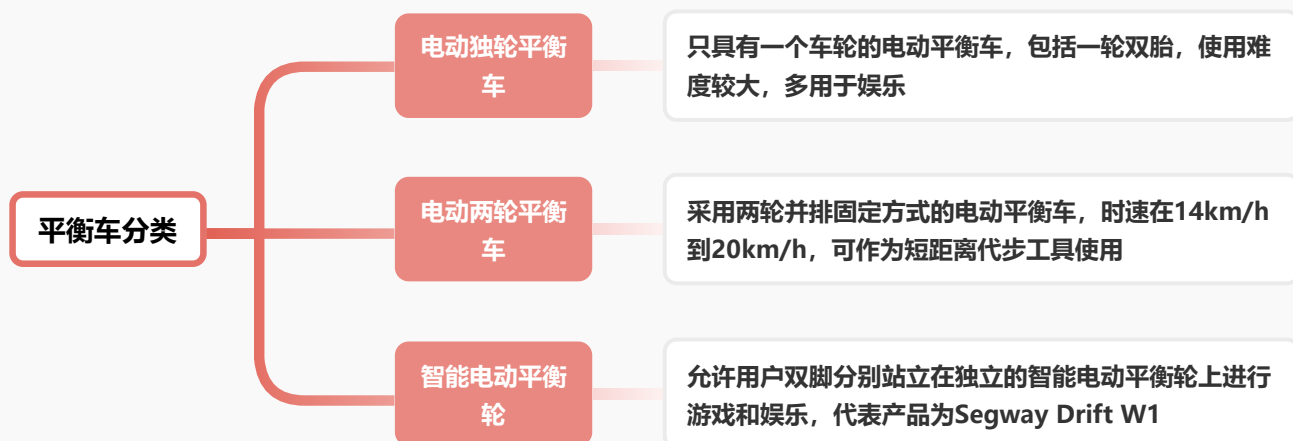 电动独轮平衡
车
只具有一个车轮的电动平衡车，包括一轮双胎，使用难
度较大，多用于娱乐
平衡车分类
电动两轮平衡
车
采用两轮并排固定方式的电动平衡车，时速在14km/h
到20km/h，可作为短距离代步工具使用
智能电动平衡
轮
允许用户双脚分别站立在独立的智能电动平衡轮上进行
游戏和娱乐，代表产品为Segway Drift W1